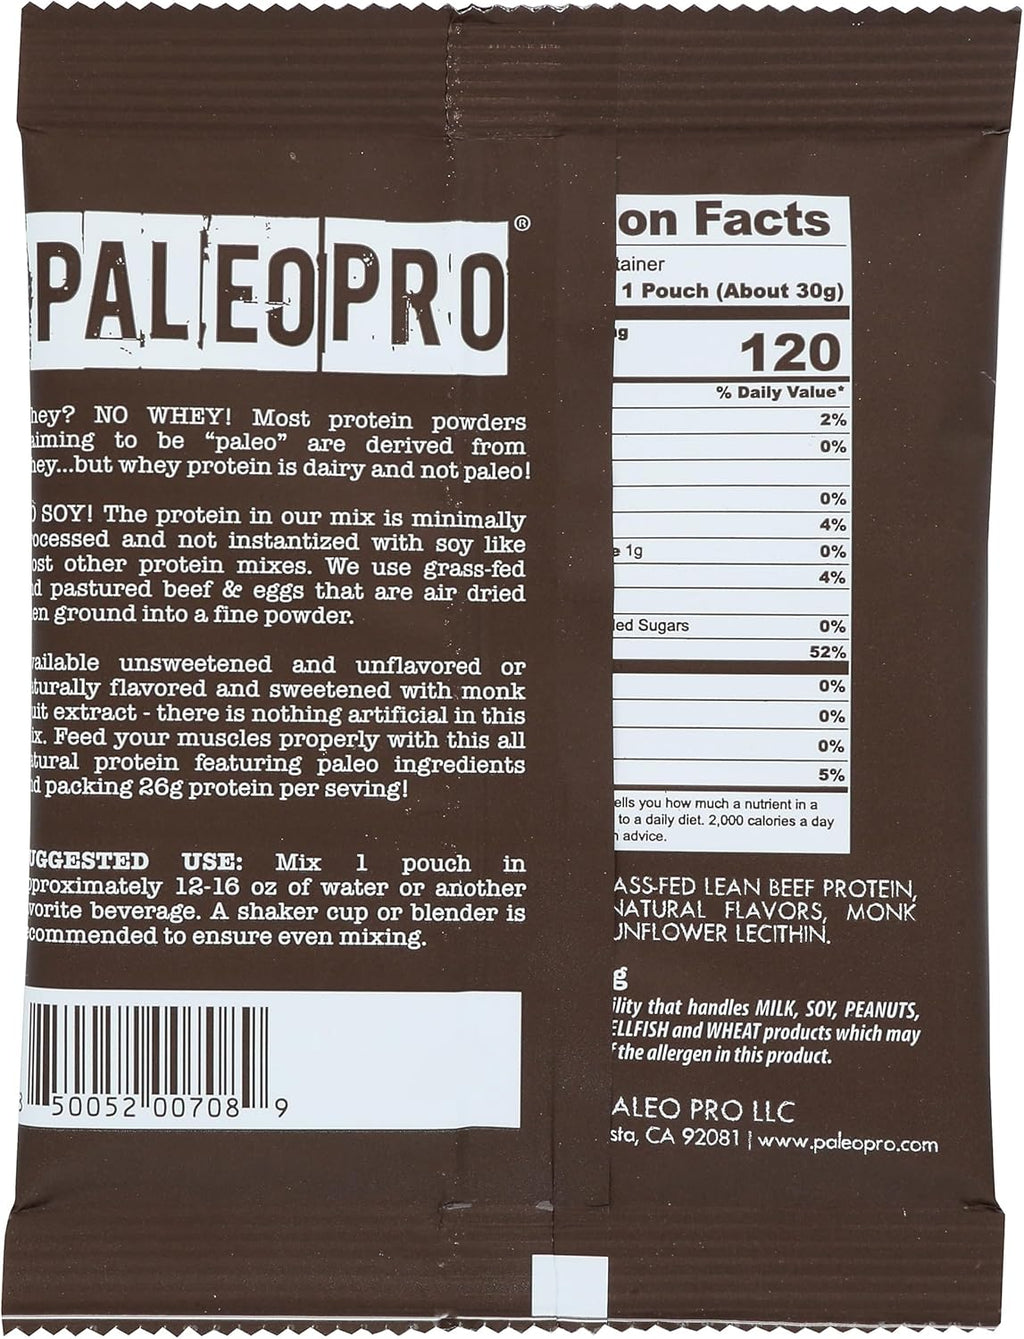 PALEOPRO®
hey? NO WHEY! Most protein powders
aiming to be “paleo” are derived from
hey...but whey protein is dairy and not paleo!
O SOY! The protein in our mix is minimally
ocessed and not instantized with soy like
ost other protein mixes. We use grass-fed
d pastured beef & eggs that are air dried
en ground into a fine powder.
vailable unsweetened and unflavored or
aturally flavored and sweetened with monk
uit extract - there is nothing artificial in this
ix. Feed your muscles properly with this all
atural protein featuring paleo ingredients
d packing 26g protein per seving!
UGGESTED USE: Mix 1 pouch in
pproximately 12-16 oz of water or another
vorite beverage. A shaker cup or blender is
commended to ensure even mixing.
8 50052 00708 9
on Facts
tainer
1 Pouch (About 30g)
ng
120
% Daily Value*
2%
0%
0%
4%
e 1g 0%
4%
ed Sugars 0%
52%
0%
0%
0%
5%
ells you how much a nutrient in a
to a daily diet. 2,000 calories a day
n advice.
ASS-FED LEAN BEEF PROTEIN,
NATURAL FLAVORS, MONK
UNFLOWER LECITHIN.
g
ility that handles MILK, SOY, PEANUTS,
ELLFISH and WHEAT products which may
f the allergen in this product.
ALEO PRO LLC
sta, CA 92081 | www.paleopro.com